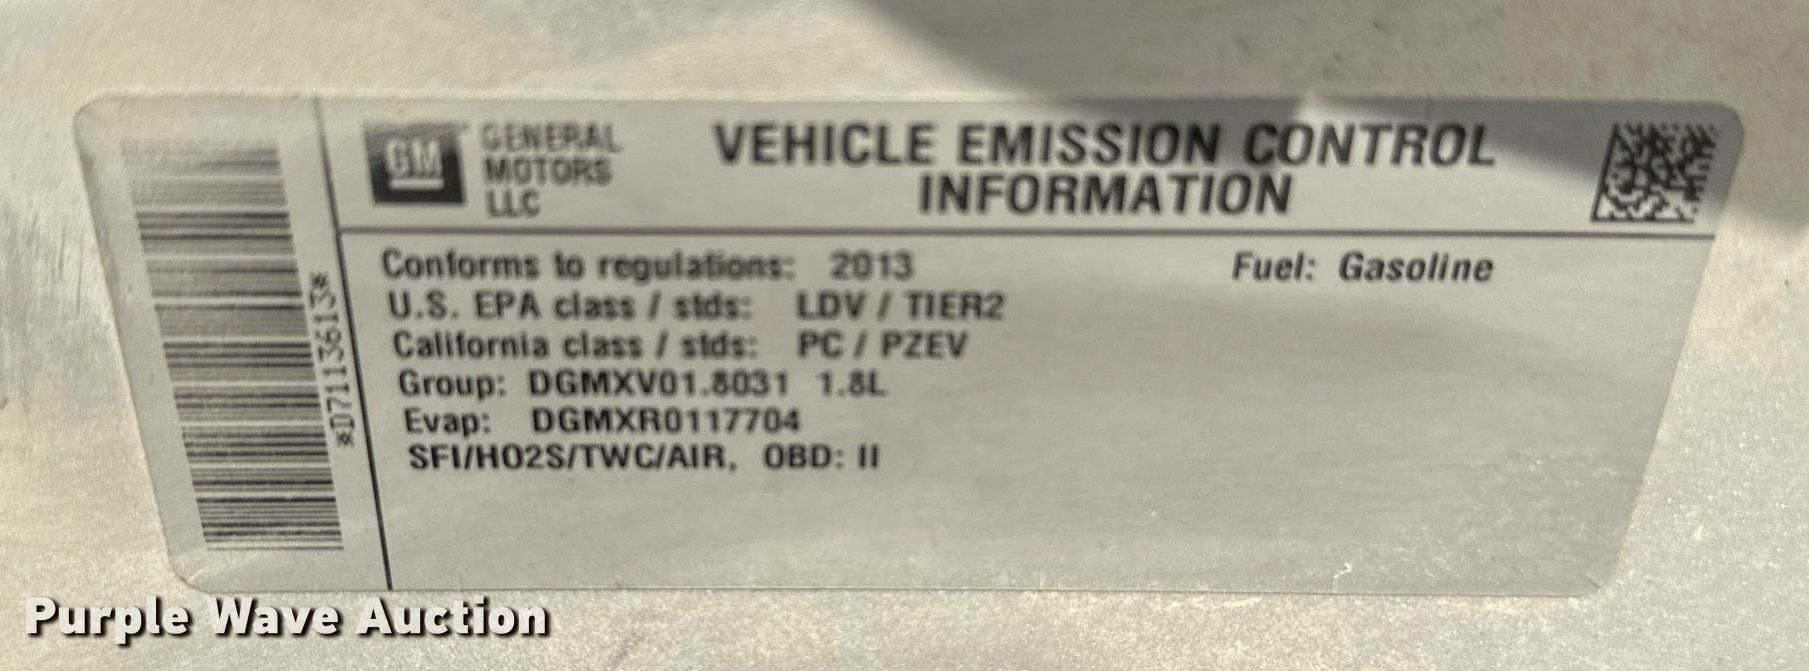 *D7113613*
GM
GENERAL
MOTORS
LLC
VEHICLE EMISSION CONTROL
INFORMATION
Conforms to regulations: 2013
Fuel: Gasoline
U.S. EPA class / stds: LDV / TIER2
California class / stds: PC / PZEV
Group: DGMXV01.8031 1.8L
Evap: DGMXR0117704
SFI/HO2S/TWC/AIR, OBD: II
Purple Wave Auction